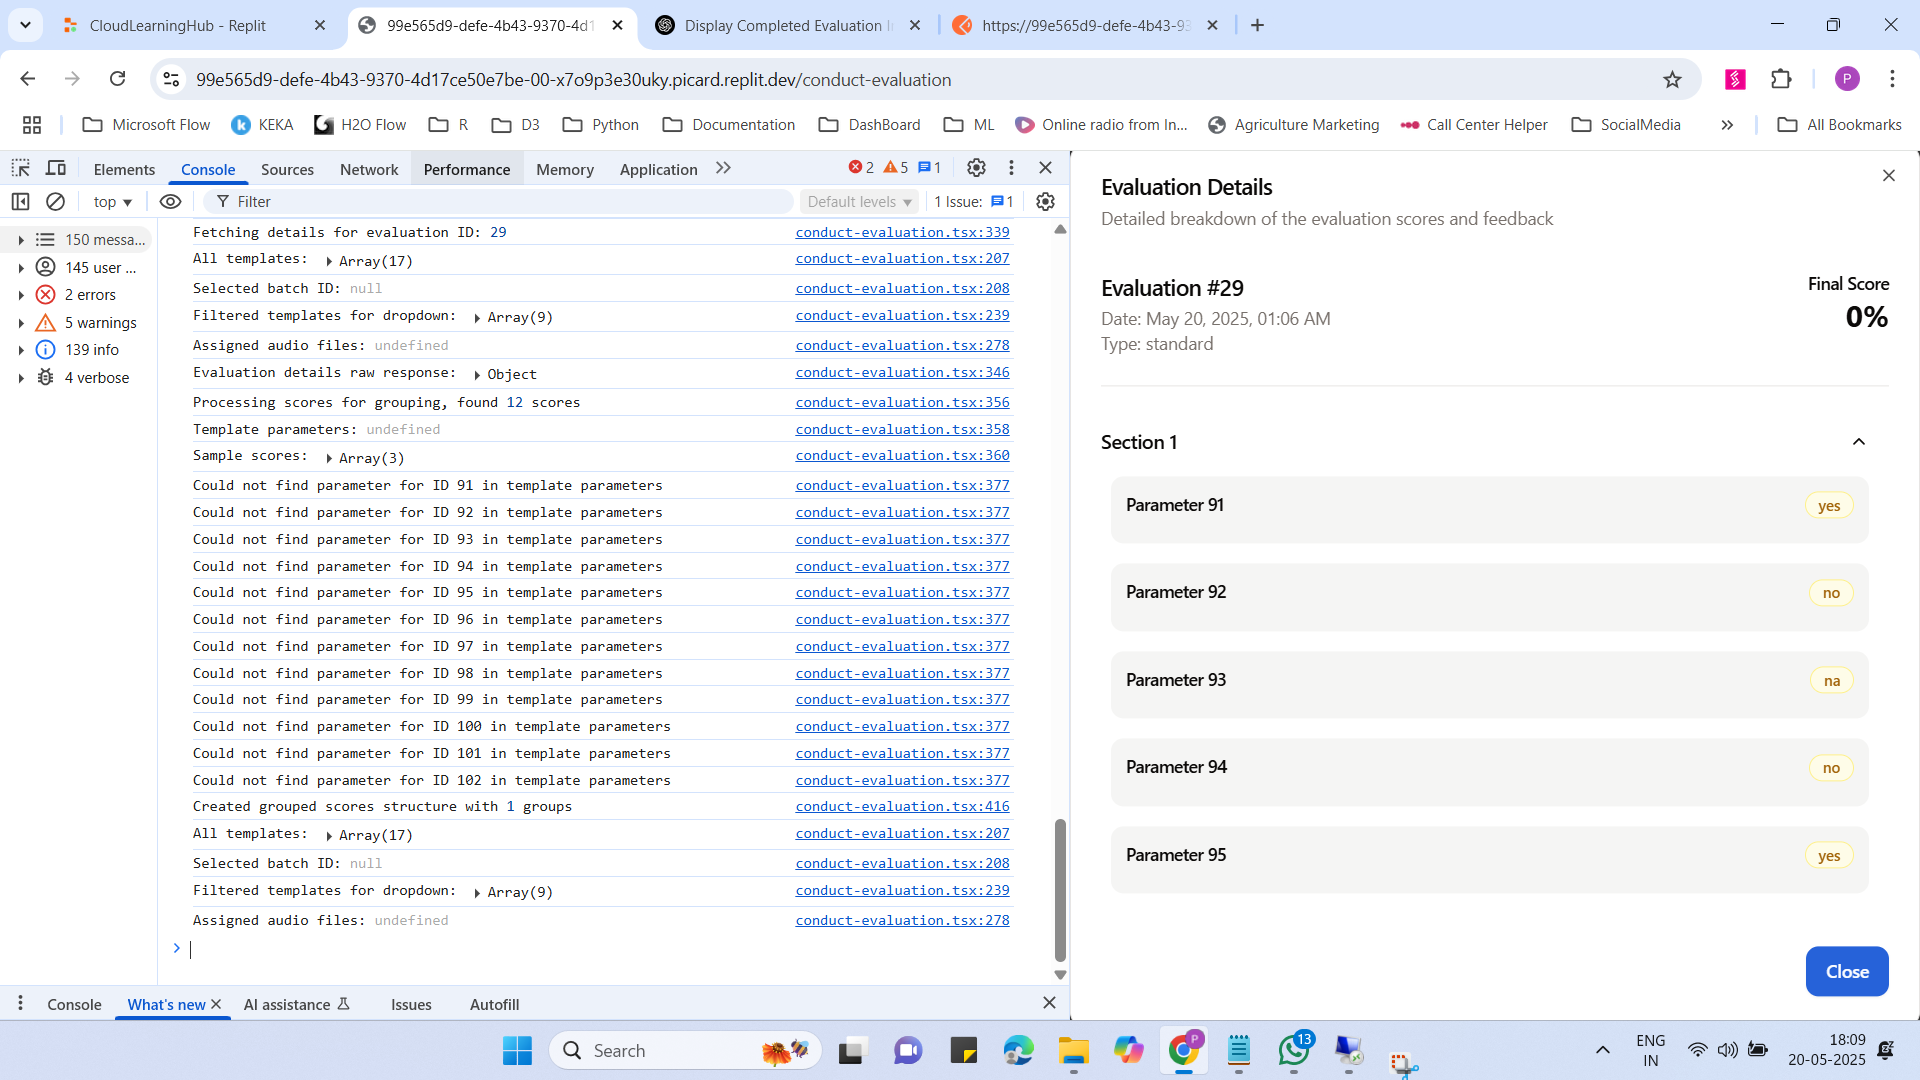 CloudLearningHub - Replit
99e565d9-defe-4b43-9370-4d1
Display Completed Evaluation I
https://99e565d9-defe-4b43-93
99e565d9-defe-4b43-9370-4d17ce50e7be-00-x7o9p3e30uky.picard.replit.dev/conduct-evaluation
P
Microsoft Flow
KEKA
H2O Flow
R
D3
Python
Documentation
DashBoard
ML
Online radio from In...
Agriculture Marketing
Call Center Helper
SocialMedia
All Bookmarks
Elements
Console
Sources
Network
Performance
Memory
Application
2
5
1
top
Filter
Default levels
1 Issue:
1
150 messa...
145 user ...
2 errors
5 warnings
139 info
4 verbose
Fetching details for evaluation ID: 29 conduct-evaluation.tsx:339
All templates: Array(17) conduct-evaluation.tsx:207
Selected batch ID: null conduct-evaluation.tsx:208
Filtered templates for dropdown: Array(9) conduct-evaluation.tsx:239
Assigned audio files: undefined conduct-evaluation.tsx:278
Evaluation details raw response: Object conduct-evaluation.tsx:346
Processing scores for grouping, found 12 scores conduct-evaluation.tsx:356
Template parameters: undefined conduct-evaluation.tsx:358
Sample scores: Array(3) conduct-evaluation.tsx:360
Could not find parameter for ID 91 in template parameters conduct-evaluation.tsx:377
Could not find parameter for ID 92 in template parameters conduct-evaluation.tsx:377
Could not find parameter for ID 93 in template parameters conduct-evaluation.tsx:377
Could not find parameter for ID 94 in template parameters conduct-evaluation.tsx:377
Could not find parameter for ID 95 in template parameters conduct-evaluation.tsx:377
Could not find parameter for ID 96 in template parameters conduct-evaluation.tsx:377
Could not find parameter for ID 97 in template parameters conduct-evaluation.tsx:377
Could not find parameter for ID 98 in template parameters conduct-evaluation.tsx:377
Could not find parameter for ID 99 in template parameters conduct-evaluation.tsx:377
Could not find parameter for ID 100 in template parameters conduct-evaluation.tsx:377
Could not find parameter for ID 101 in template parameters conduct-evaluation.tsx:377
Could not find parameter for ID 102 in template parameters conduct-evaluation.tsx:377
Created grouped scores structure with 1 groups conduct-evaluation.tsx:416
All templates: Array(17) conduct-evaluation.tsx:207
Selected batch ID: null conduct-evaluation.tsx:208
Filtered templates for dropdown: Array(9) conduct-evaluation.tsx:239
Assigned audio files: undefined conduct-evaluation.tsx:278
Console
What's new
AI assistance
Issues
Autofill
Evaluation Details
Detailed breakdown of the evaluation scores and feedback
Evaluation #29
Date: May 20, 2025, 01:06 AM
Type: standard
Final Score
0%
Section 1
Parameter 91 yes
Parameter 92 no
Parameter 93 na
Parameter 94 no
Parameter 95 yes
Close
Search
P
13
ENG
IN
18:09
20-05-2025